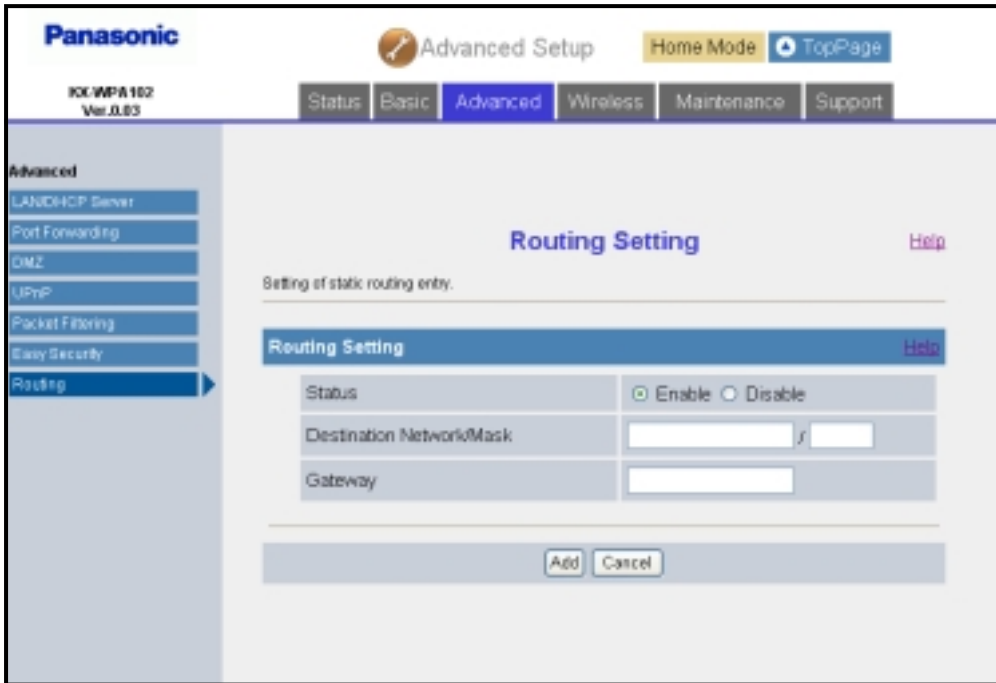 Panasonic
Advanced Setup
Home Mode
TopPage
KX-WPA102
Ver.0.03
Status Basic Advanced Wireless Maintenance Support
Advanced
LAN/DHCP Server
Port Forwarding
DMZ
UPnP
Packet Filtering
Easy Security
Routing
Routing Setting
Help
Setting of static routing entry.
Routing Setting
Help
Status
Enable Disable
Destination Network/Mask
/
Gateway
Add Cancel